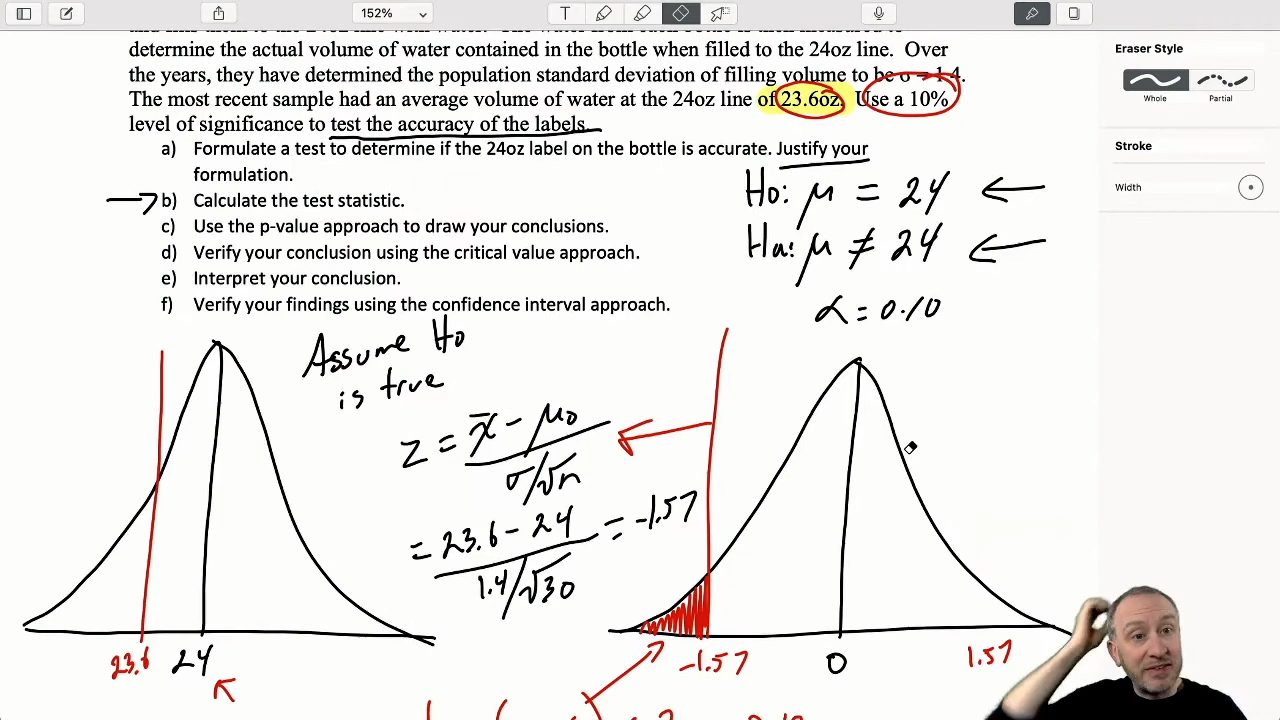 152%
T
Eraser Style
Whole Partial
Stroke
Width
determine the actual volume of water contained in the bottle when filled to the 24oz line. Over
the years, they have determined the population standard deviation of filling volume to be σ = 1.4.
The most recent sample had an average volume of water at the 24oz line of 23.6oz. Use a 10%
level of significance to test the accuracy of the labels.
a) Formulate a test to determine if the 24oz label on the bottle is accurate. Justify your
formulation.
b) Calculate the test statistic.
c) Use the p-value approach to draw your conclusions.
d) Verify your conclusion using the critical value approach.
e) Interpret your conclusion.
f) Verify your findings using the confidence interval approach.
Ho: μ = 24
Ha: μ ≠ 24
α = 0.10
Assume Ho
is true
z = x̄ - μ0
σ/√n
= 23.6 - 24 = -1.57
1.4/√30
23.6 24
-1.57 0 1.57